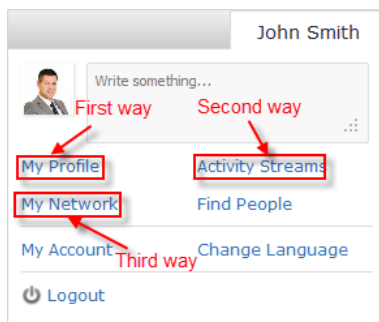 John Smith
Write something...
First way
Second way
My Profile
Activity Streams
My Network
Find People
My Account
Third way
Change Language
Logout